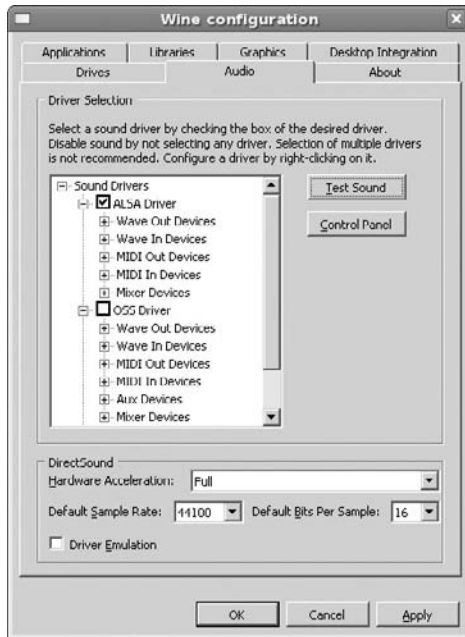 Wine configuration
Applications Libraries Graphics Desktop Integration
Drives Audio About
Driver Selection
Select a sound driver by checking the box of the desired driver.
Disable sound by not selecting any driver. Selection of multiple drivers
is not recommended. Configure a driver by right-clicking on it.
Sound Drivers
ALSA Driver
Wave Out Devices
Wave In Devices
MIDI Out Devices
MIDI In Devices
Mixer Devices
OSS Driver
Wave Out Devices
Wave In Devices
MIDI Out Devices
MIDI In Devices
Aux Devices
Mixer Devices
Test Sound
Control Panel
DirectSound
Hardware Acceleration: Full
Default Sample Rate: 44100 Default Bits Per Sample: 16
Driver Emulation
OK Cancel Apply